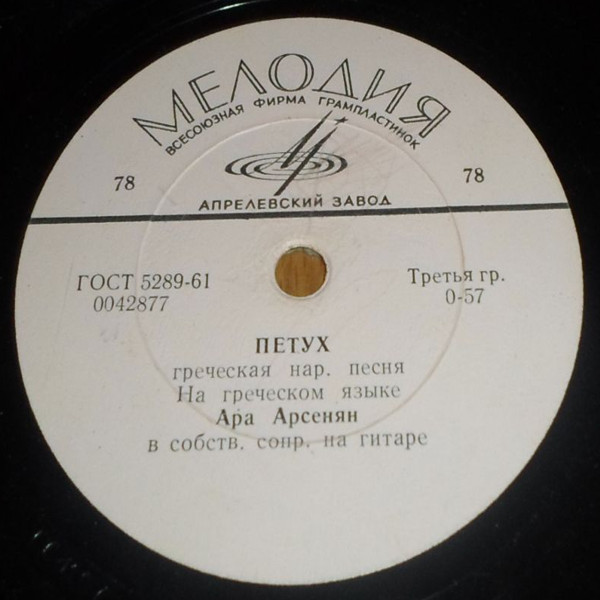 МЕЛОДИЯ
ВСЕСОЮЗНАЯ ФИРМА ГРАМПЛАСТИНОК
78 78
АПРЕЛЕВСКИЙ ЗАВОД
ГОСТ 5289-61 Третья гр.
0042877 0-57
ПЕТУХ
греческая нар. песня
На греческом языке
Ара Арсенян
в собств. сопр. на гитаре